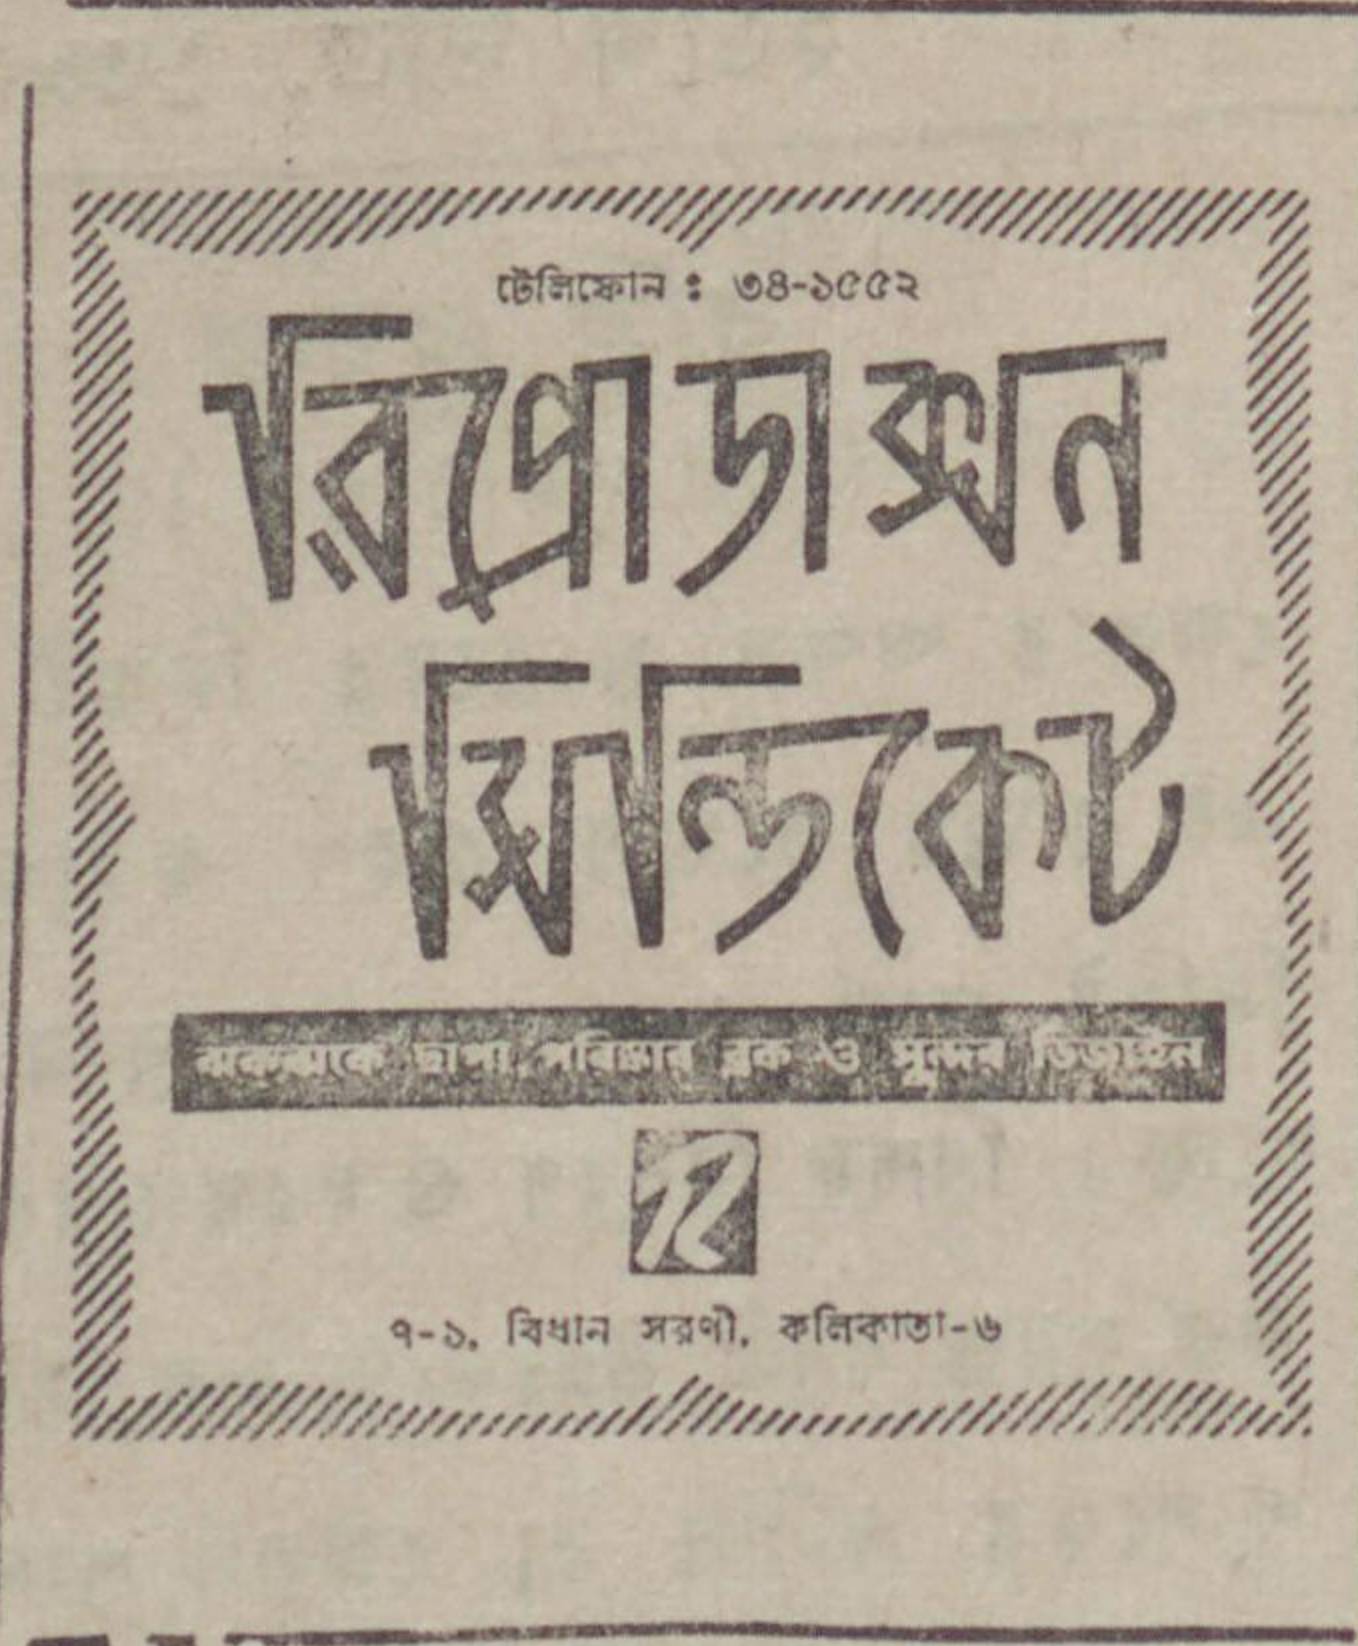 টেলিফোন : ৩৪-১৫৫২
রিপ্রোডাক্সন
সিন্ডিকেট
ঝকঝকে ছাপা, পরিষ্কার ব্লক ও সুন্দর ডিজাইন
R
৭-১, বিধান সরণী, কলিকাতা-৬